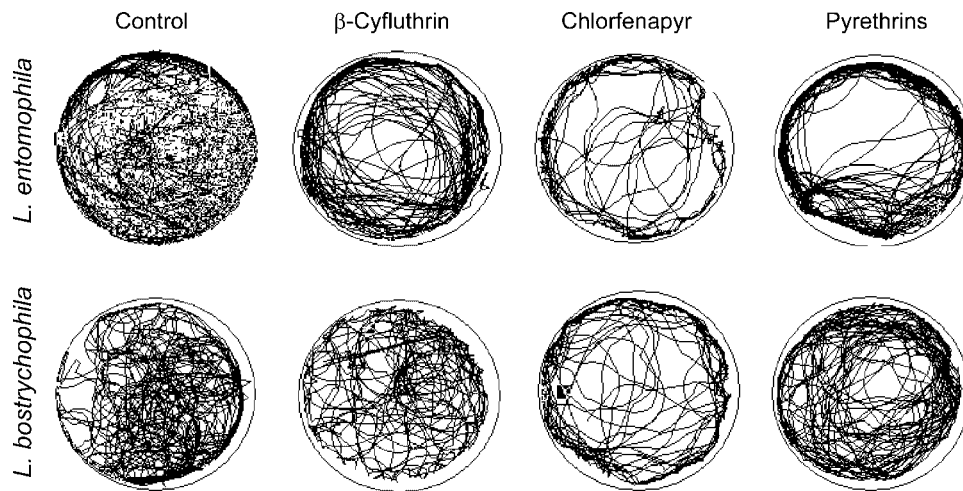 Control β-Cyfluthrin Chlorfenapyr Pyrethrins
L. entomophila
L. bostrychophila